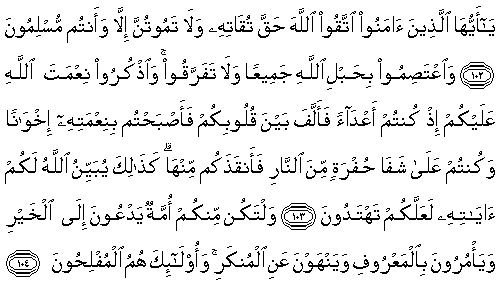 يَـٰٓأَيُّهَا ٱلَّذِينَ ءَامَنُوا۟ ٱتَّقُوا۟ ٱللَّهَ حَقَّ تُقَاتِهِۦ وَلَا تَمُوتُنَّ إِلَّا وَأَنتُم مُّسْلِمُونَ
﴿١٠٢﴾ وَٱعْتَصِمُوا۟ بِحَبْلِ ٱللَّهِ جَمِيعًا وَلَا تَفَرَّقُوا۟ ۚ وَٱذْكُرُوا۟ نِعْمَتَ ٱللَّهِ
عَلَيْكُمْ إِذْ كُنتُمْ أَعْدَآءً فَأَلَّفَ بَيْنَ قُلُوبِكُمْ فَأَصْبَحْتُم بِنِعْمَتِهِۦٓ إِخْوَٰنًا
وَكُنتُمْ عَلَىٰ شَفَا حُفْرَةٍ مِّنَ ٱلنَّارِ فَأَنقَذَكُم مِّنْهَا ۗ كَذَٰلِكَ يُبَيِّنُ ٱللَّهُ لَكُمْ
ءَايَـٰتِهِۦ لَعَلَّكُمْ تَهْتَدُونَ ﴿١٠٣﴾ وَلْتَكُن مِّنكُمْ أُمَّةٌ يَدْعُونَ إِلَى ٱلْخَيْرِ
وَيَأْمُرُونَ بِٱلْمَعْرُوفِ وَيَنْهَوْنَ عَنِ ٱلْمُنكَرِ ۚ وَأُو۟لَـٰٓئِكَ هُمُ ٱلْمُفْلِحُونَ ﴿١٠٤﴾